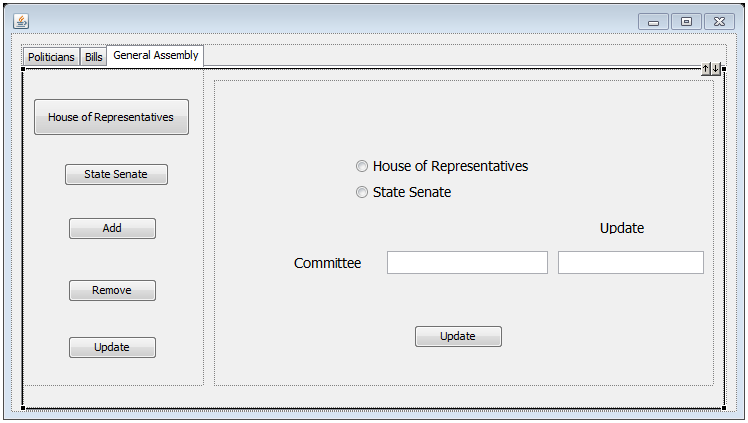 Politicians Bills General Assembly
House of Representatives
State Senate
Add
Remove
Update
House of Representatives
State Senate
Update
Committee
Update